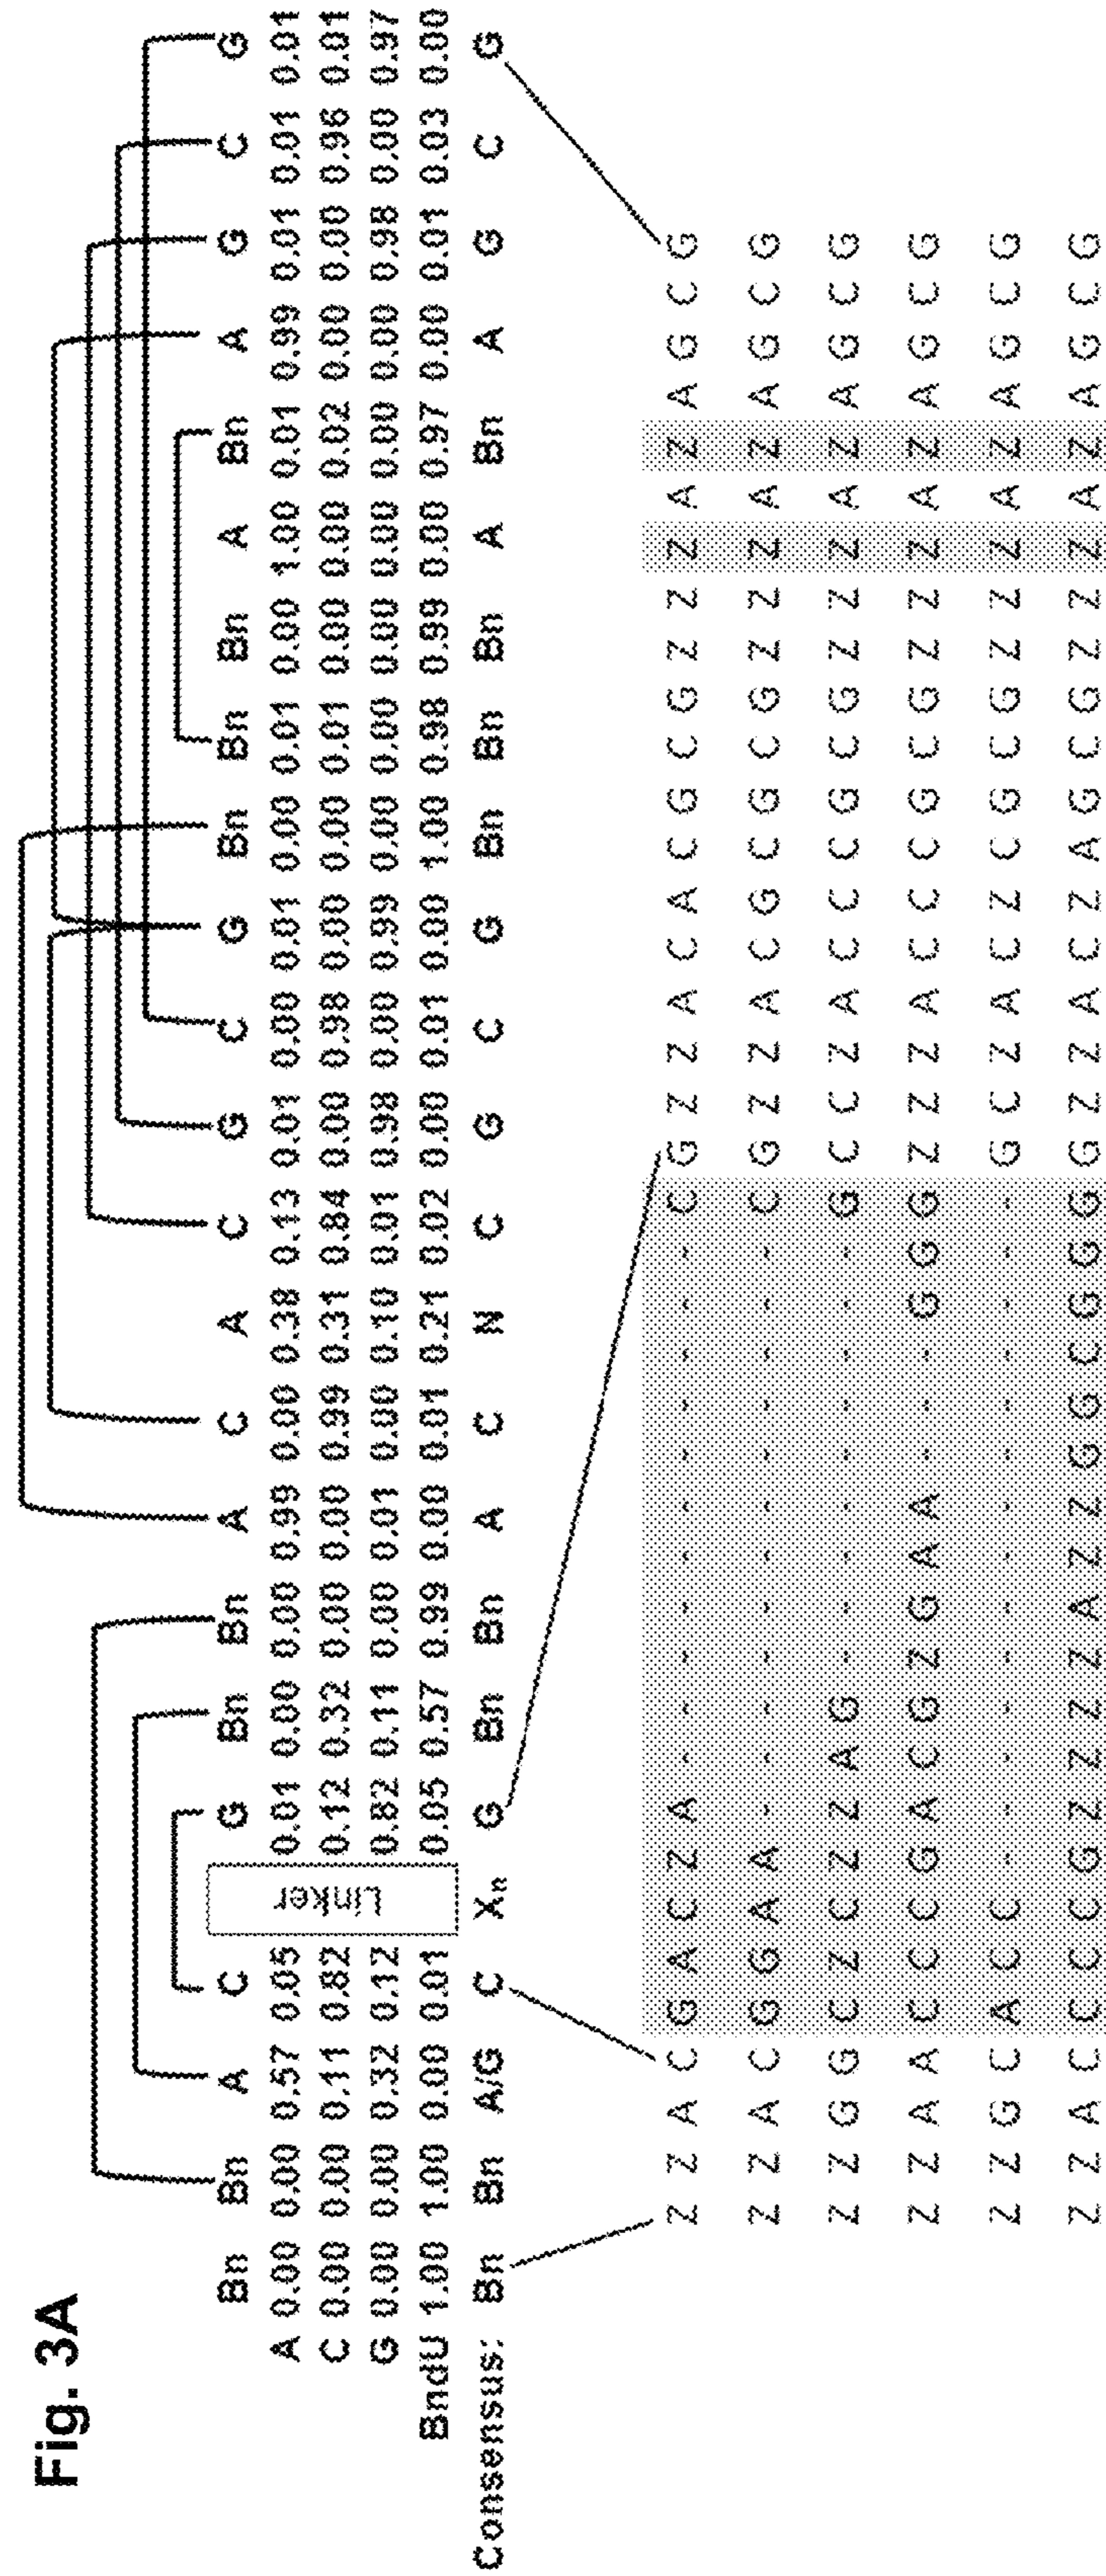 Fig. 3A
Bn Bn A C Linker G Bn Bn A C A C G C G Bn Bn Bn A Bn A G C G
A 0.00 0.00 0.57 0.05 0.01 0.00 0.00 0.99 0.00 0.38 0.13 0.01 0.00 0.01 0.00 0.01 0.00 1.00 0.01 0.99 0.01 0.01 0.01
C 0.00 0.00 0.11 0.82 0.12 0.32 0.00 0.00 0.99 0.31 0.84 0.00 0.98 0.00 0.00 0.01 0.00 0.00 0.02 0.00 0.00 0.96 0.01
G 0.00 0.00 0.32 0.12 0.82 0.11 0.00 0.01 0.00 0.10 0.01 0.98 0.00 0.99 0.00 0.00 0.00 0.00 0.00 0.00 0.98 0.00 0.97
BndU 1.00 1.00 0.00 0.01 0.05 0.57 0.99 0.00 0.01 0.21 0.02 0.00 0.01 0.00 1.00 0.98 0.99 0.00 0.97 0.00 0.01 0.03 0.00
Consensus: Bn Bn A/G C Xn G Bn Bn A C N C G C G Bn Bn Bn A Bn A G C G
Z Z A C G A C Z A - - - - - - - - - - - C G Z Z A C A C G C G Z Z Z A Z A G C G
Z Z A C G G A A - - - - - - - - - - - - C G Z Z A C G C G C G Z Z Z A Z A G C G
Z Z G G C Z C Z Z A G - - - - - - - - - G C C Z A C C C G C G Z Z Z A Z A G C G
Z Z A A C C C G A C G Z G A A - - - G G G Z Z Z A C C C G C G Z Z Z A Z A G C G
Z Z G C A C C - - - - - - - - - - - - - - G C Z A C Z C G C G Z Z Z A Z A G C G
Z Z A C C C C G Z Z Z Z A Z Z G G C G G G G Z Z A C Z A G C G Z Z Z A Z A G C G